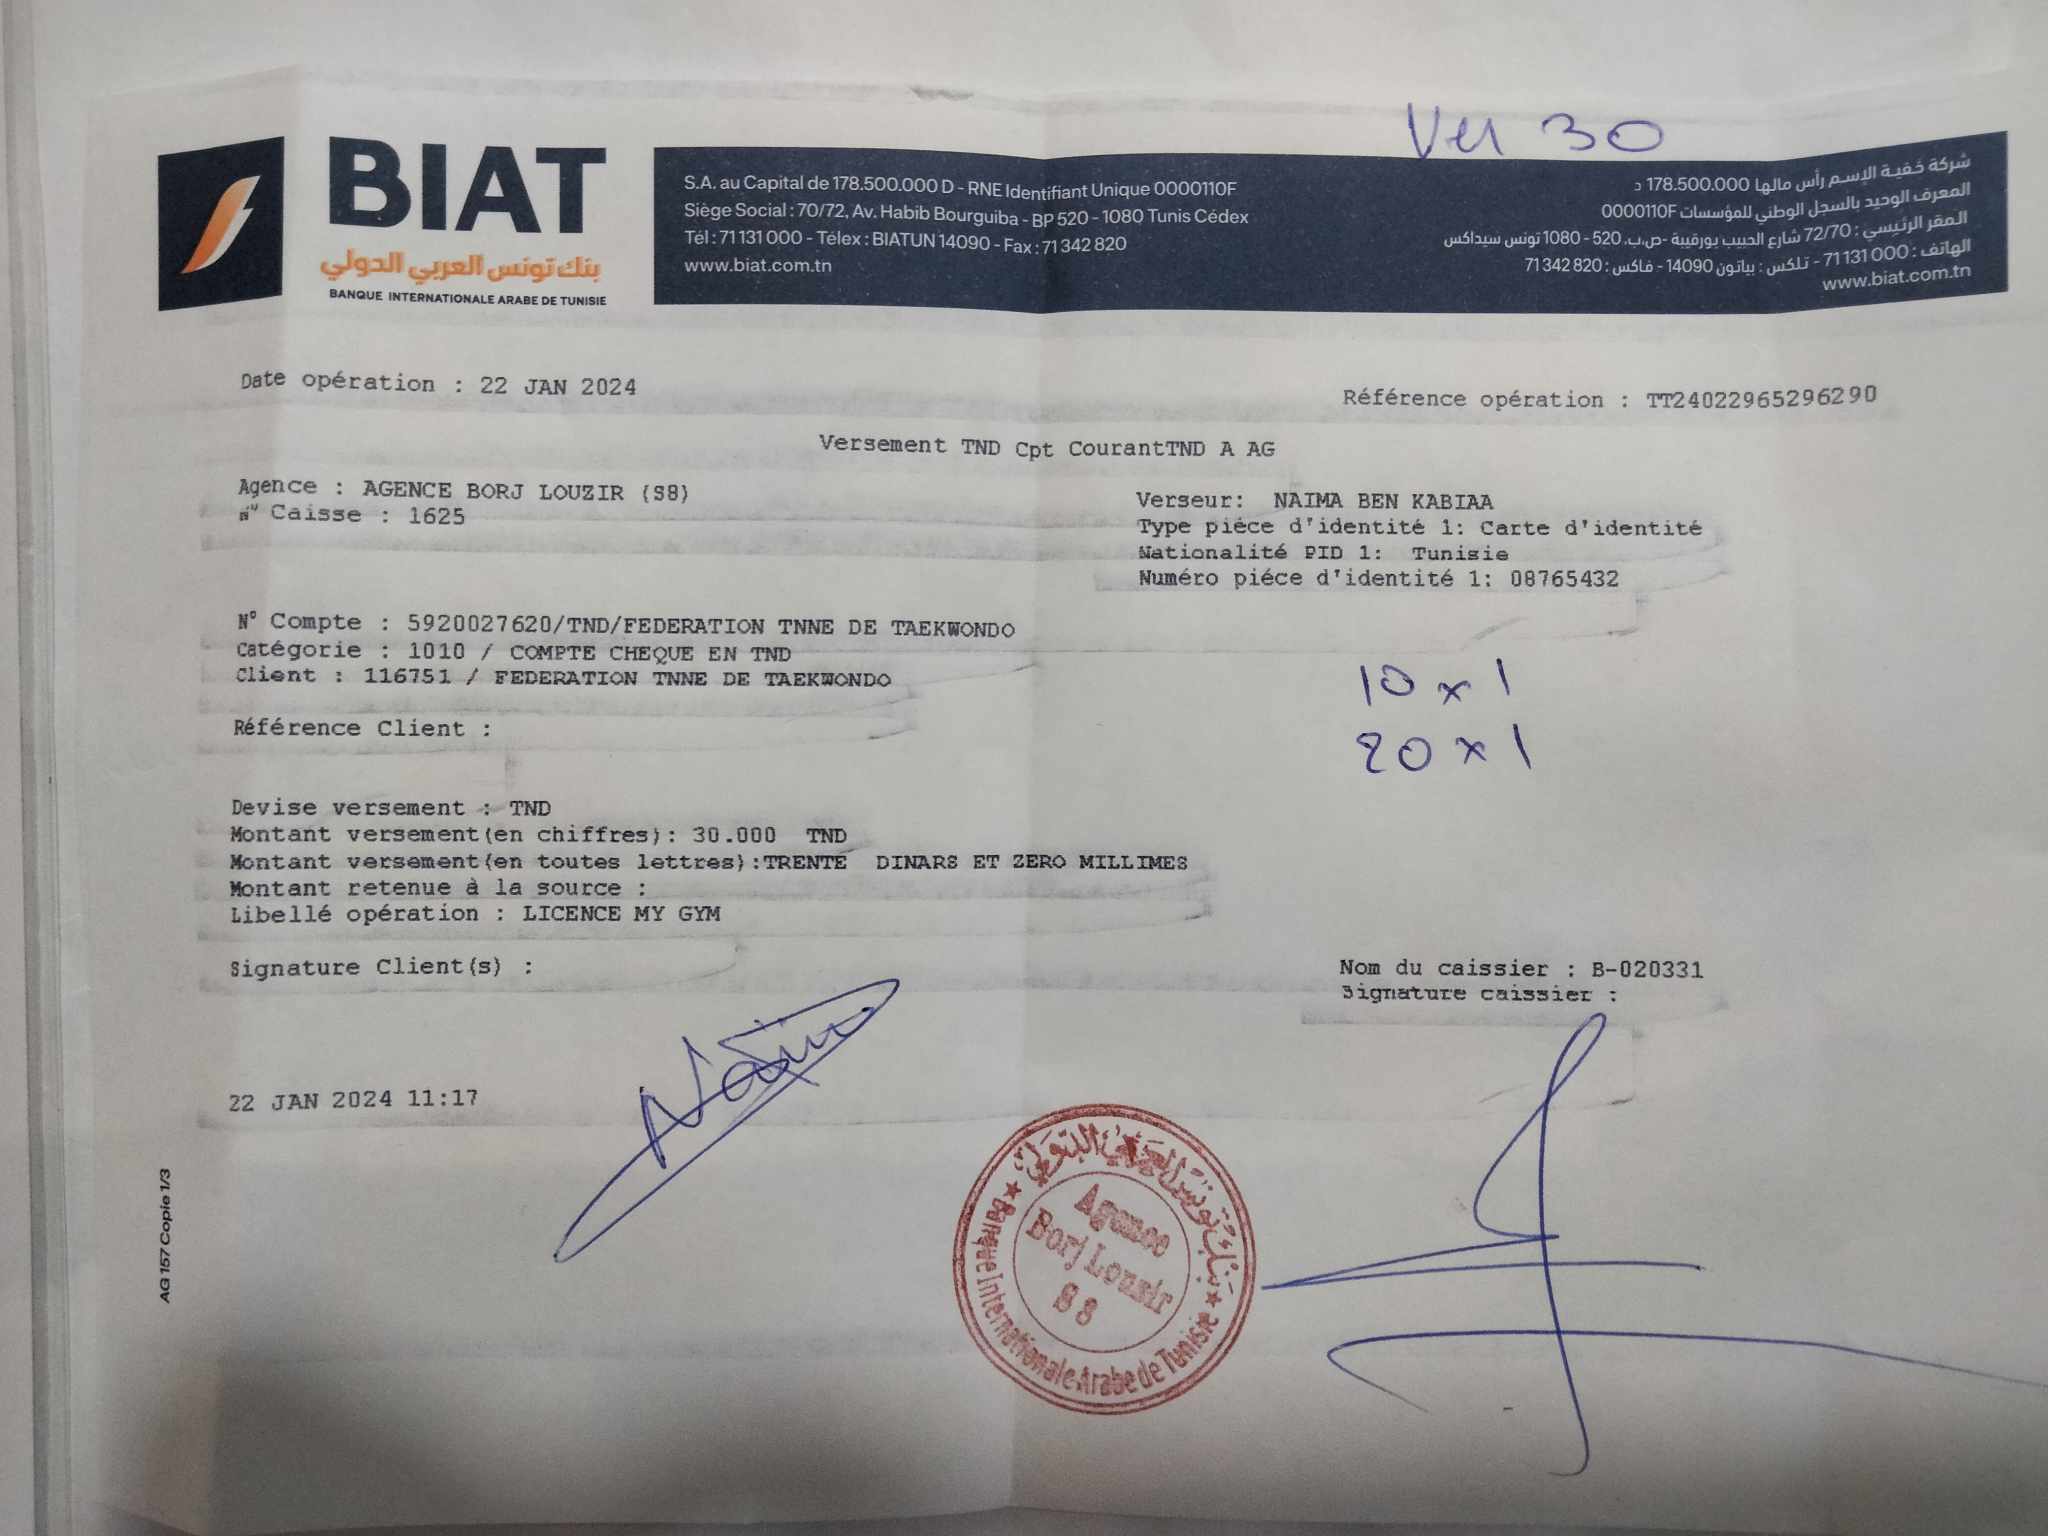 Ver 30
BIAT
بنك تونس العربي الدولي
BANQUE INTERNATIONALE ARABE DE TUNISIE
S.A. au Capital de 178.500.000 D - RNE Identifiant Unique 0000110F
Siège Social : 70/72, Av. Habib Bourguiba - BP 520 - 1080 Tunis Cédex
Tél : 71 131 000 - Télex : BIATUN 14090 - Fax : 71 342 820
www.biat.com.tn
شركة خفية الإسم رأس مالها 178.500.000 د
المعرف الوحيد بالسجل الوطني للمؤسسات 0000110F
المقر الرئيسي : 72/70 شارع الحبيب بورقيبة -ص.ب. 520 - 1080 تونس سيداكس
الهاتف : 71 131 000 - تلكس : بياتون 14090 - فاكس : 71 342 820
www.biat.com.tn
Date opération : 22 JAN 2024
Référence opération : TT24022965296290
Versement TND Cpt CourantTND A AG
Agence : AGENCE BORJ LOUZIR (S8)
N° Caisse : 1625
Verseur: NAIMA BEN KABIAA
Type piéce d'identité 1: Carte d'identité
Nationalité PID 1: Tunisie
Numéro piéce d'identité 1: 08765432
N° Compte : 5920027620/TND/FEDERATION TNNE DE TAEKWONDO
Catégorie : 1010 / COMPTE CHEQUE EN TND
Client : 116751 / FEDERATION TNNE DE TAEKWONDO
10 x 1
20 x 1
Référence Client :
Devise versement : TND
Montant versement(en chiffres): 30.000 TND
Montant versement(en toutes lettres):TRENTE DINARS ET ZERO MILLIMES
Montant retenue à la source :
Libellé opération : LICENCE MY GYM
Signature Client(s) :
Nom du caissier : B-020331
Signature caissier :
22 JAN 2024 11:17
بنك تونس العربي الدولي
Agence
Borj Louzir
S8
Banque Internationale Arabe de Tunisie
AG 157 Copie 1/3